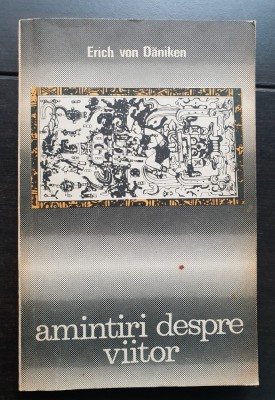 Erich von Däniken
amintiri despre
viitor